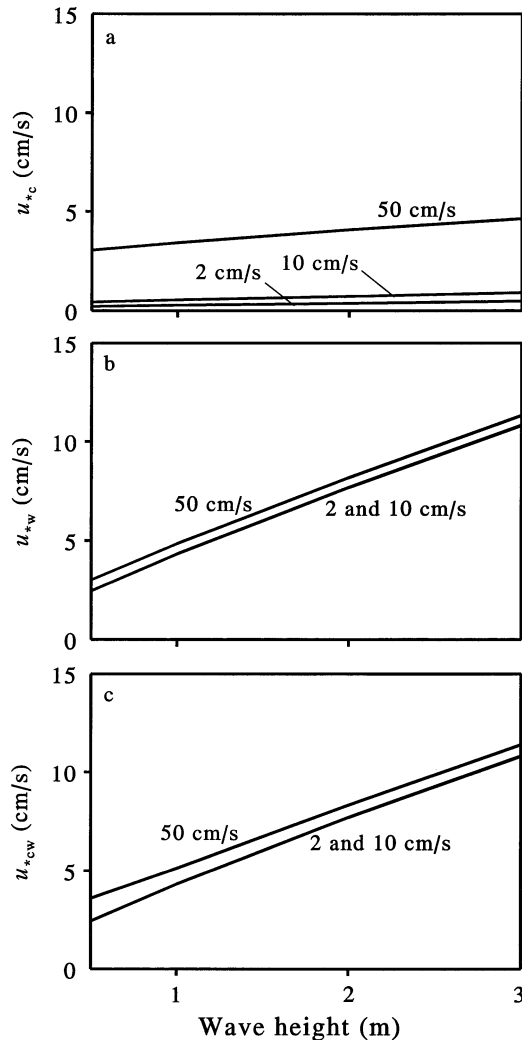 15
a
10
u*c (cm/s)
5
50 cm/s
2 cm/s
10 cm/s
0
15
b
10
u*w (cm/s)
50 cm/s
2 and 10 cm/s
5
0
15
c
10
u*cw (cm/s)
50 cm/s
2 and 10 cm/s
5
0
1
2
3
Wave height (m)